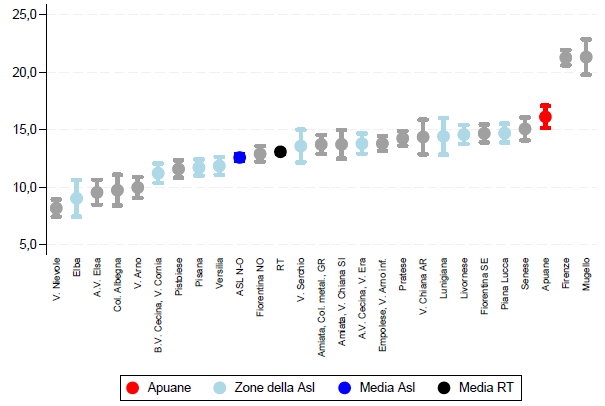 25,0
20,0
15,0
10,0
5,0
V. Nievole
Elba
A.V. Elsa
Col. Albegna
V. Arno
B.V. Cecina, V. Cornia
Pistoiese
Pisana
Versilia
ASL N-O
Fiorentina NO
RT
V. Serchio
Amiata, Col. metal., GR
Amiata, V. Chiana SI
A.V. Cecina, V. Era
Empolese, V. Arno inf.
Pratese
V. Chiana AR
Lunigiana
Livornese
Fiorentina SE
Piana Lucca
Senese
Apuane
Firenze
Mugello
Apuane Zone della Asl Media Asl Media RT